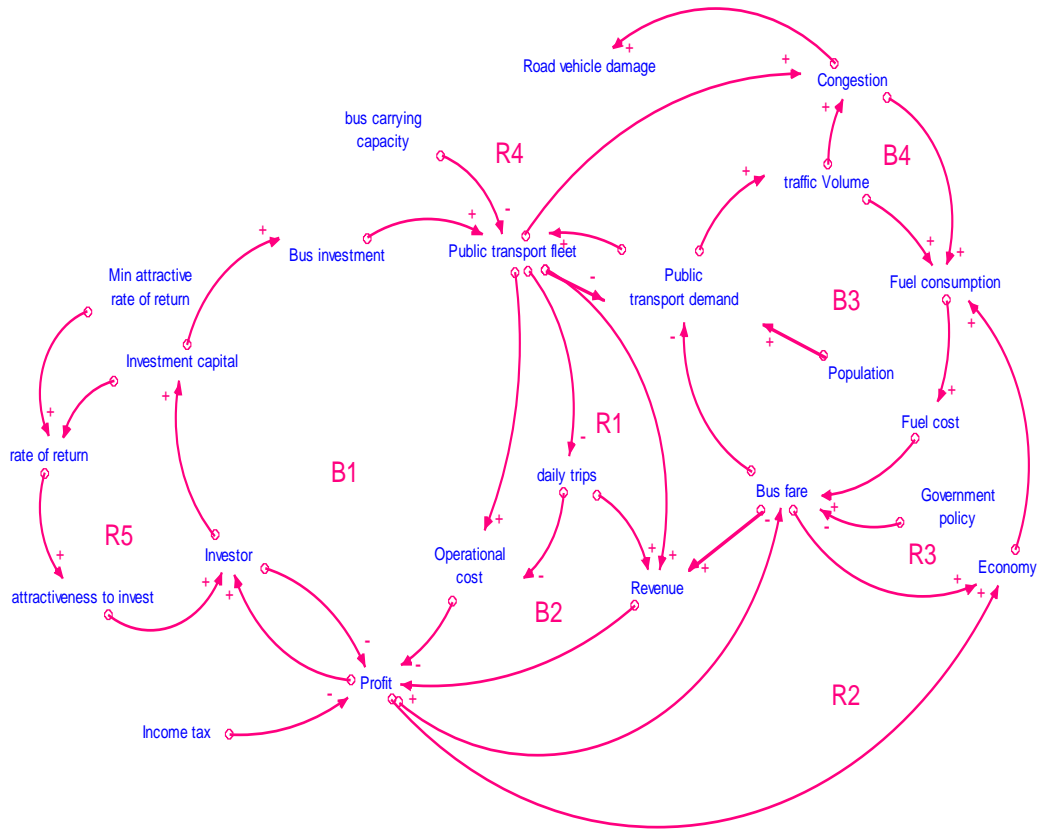 Road vehicle damage
Congestion
bus carrying
capacity
R4
B4
traffic Volume
Bus investment
Public transport fleet
Public
transport demand
Fuel consumption
Min attractive
rate of return
B3
Investment capital
Population
R1
Fuel cost
rate of return
B1
daily trips
Bus fare
Government
policy
R5
R3
Investor
Operational
cost
Economy
attractiveness to invest
Revenue
B2
Profit
R2
Income tax
+
+
+
+
-
+
+
+
-
+
+
+
+
-
+
+
+
-
+
+
-
+
+
+
+
-
+
+
+
+
-
-
-
-
+